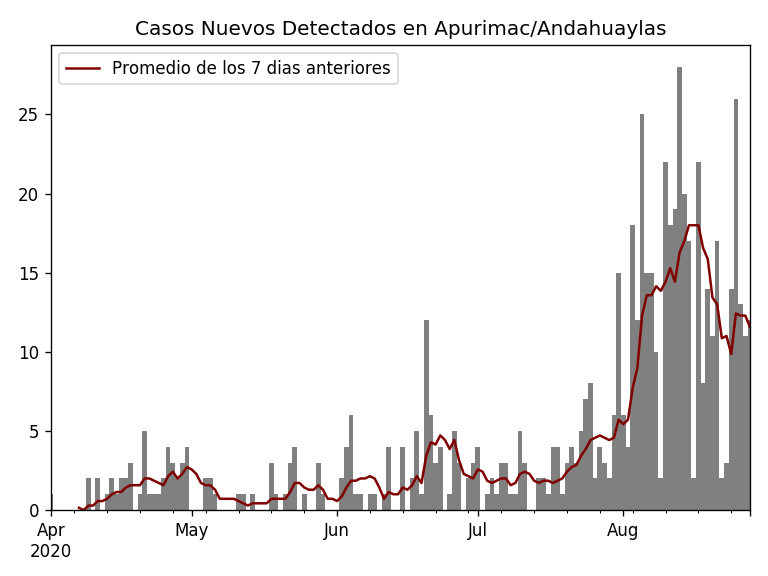 Casos Nuevos Detectados en Apurimac/Andahuaylas
Promedio de los 7 dias anteriores
25
20
15
10
5
0
Apr May Jun Jul Aug
2020